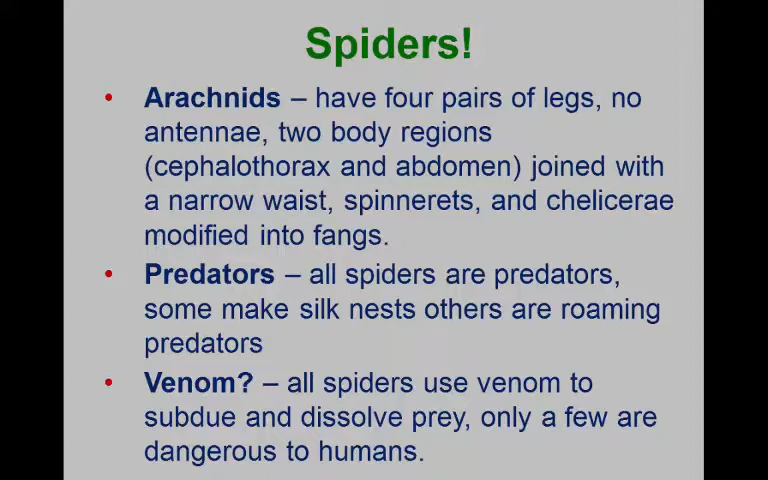 Spiders!
• Arachnids – have four pairs of legs, no
antennae, two body regions
(cephalothorax and abdomen) joined with
a narrow waist, spinnerets, and chelicerae
modified into fangs.
• Predators – all spiders are predators,
some make silk nests others are roaming
predators
• Venom? – all spiders use venom to
subdue and dissolve prey, only a few are
dangerous to humans.